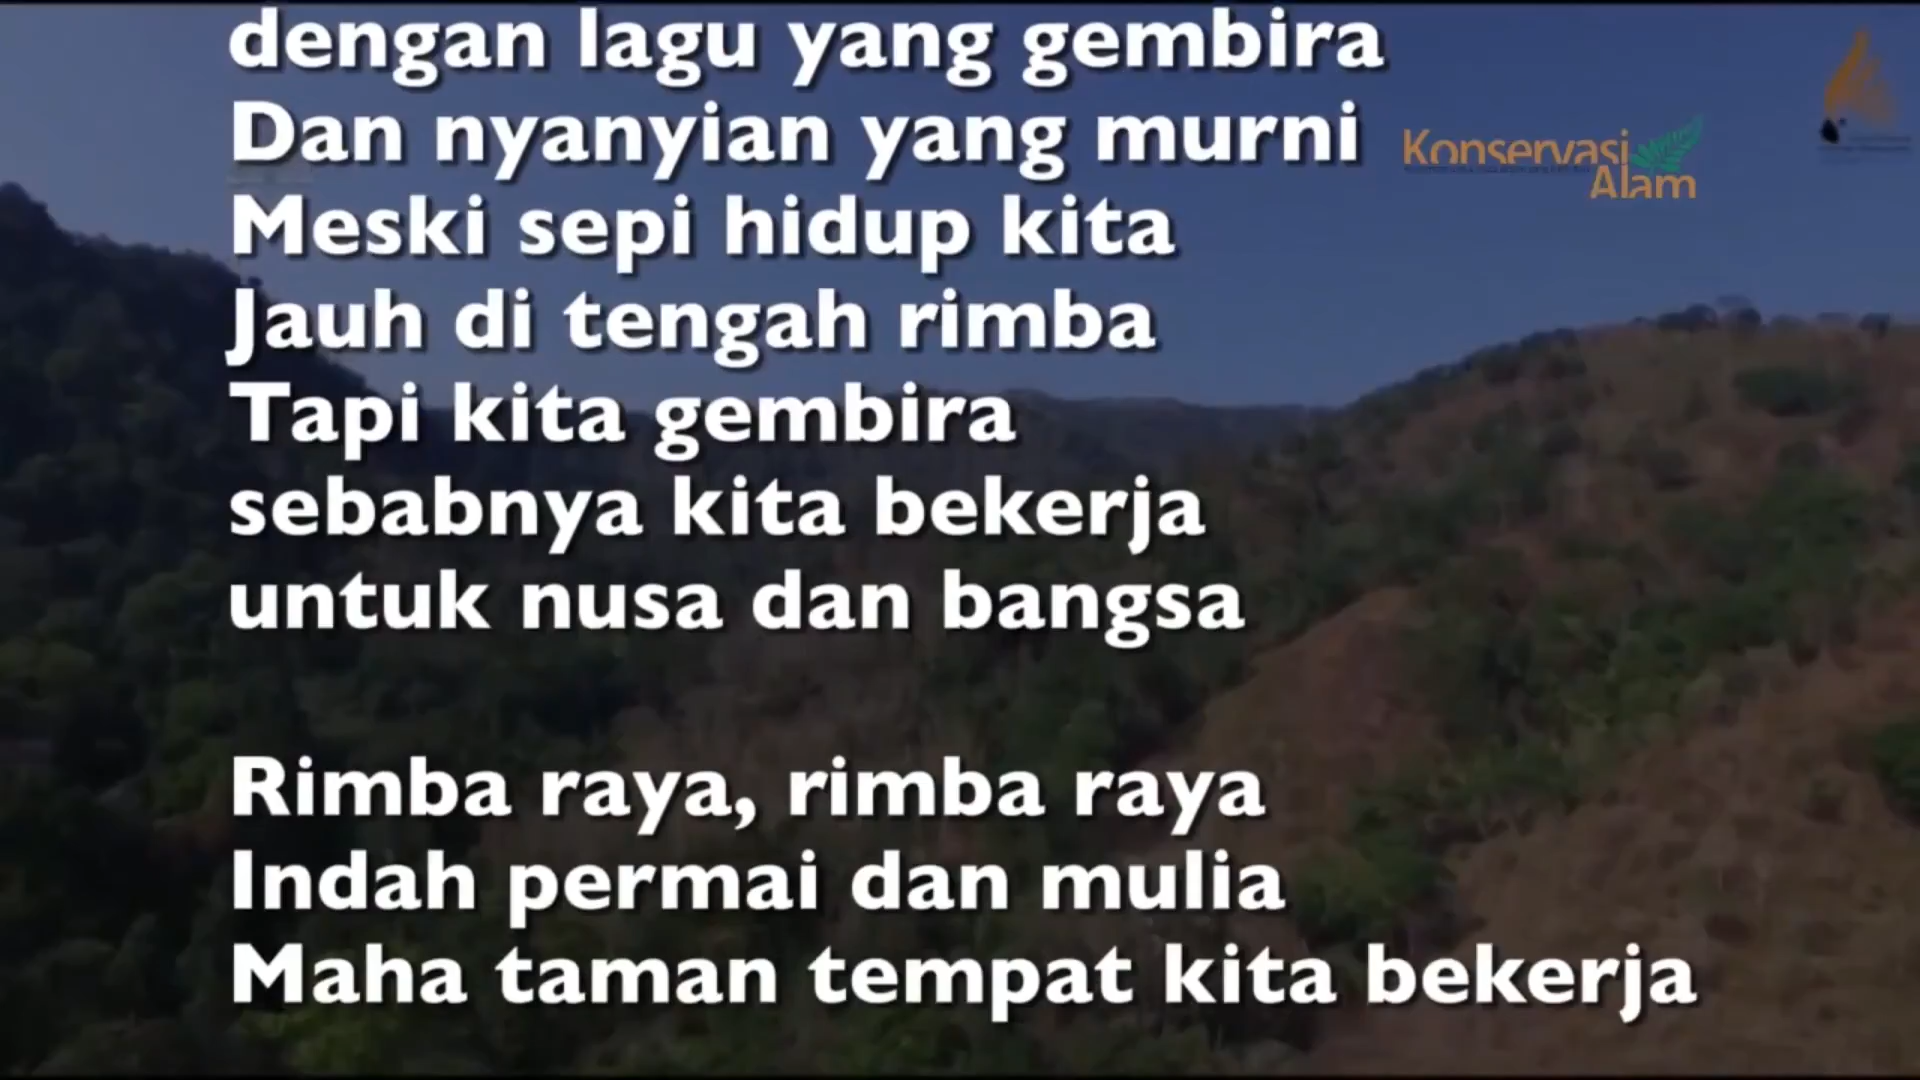 dengan lagu yang gembira
Dan nyanyian yang murni
Konservasi
Alam
Meski sepi hidup kita
Jauh di tengah rimba
Tapi kita gembira
sebabnya kita bekerja
untuk nusa dan bangsa
Rimba raya, rimba raya
Indah permai dan mulia
Maha taman tempat kita bekerja